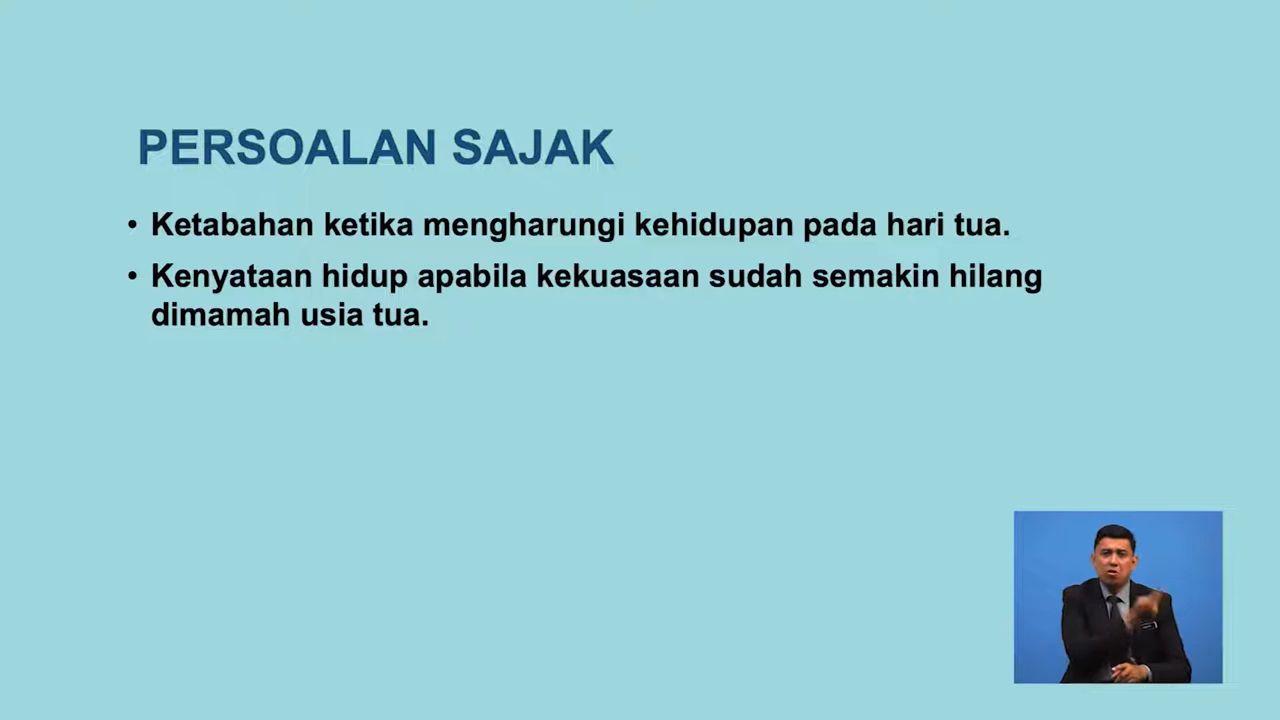 PERSOALAN SAJAK
• Ketabahan ketika mengharungi kehidupan pada hari tua.
• Kenyataan hidup apabila kekuasaan sudah semakin hilang
dimamah usia tua.